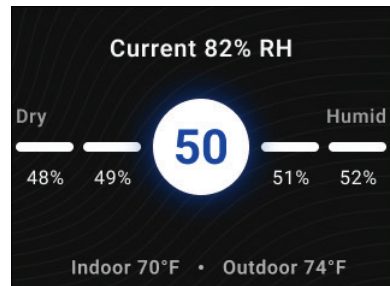 Current 82% RH
Dry Humid
50
48% 49% 51% 52%
Indoor 70°F • Outdoor 74°F